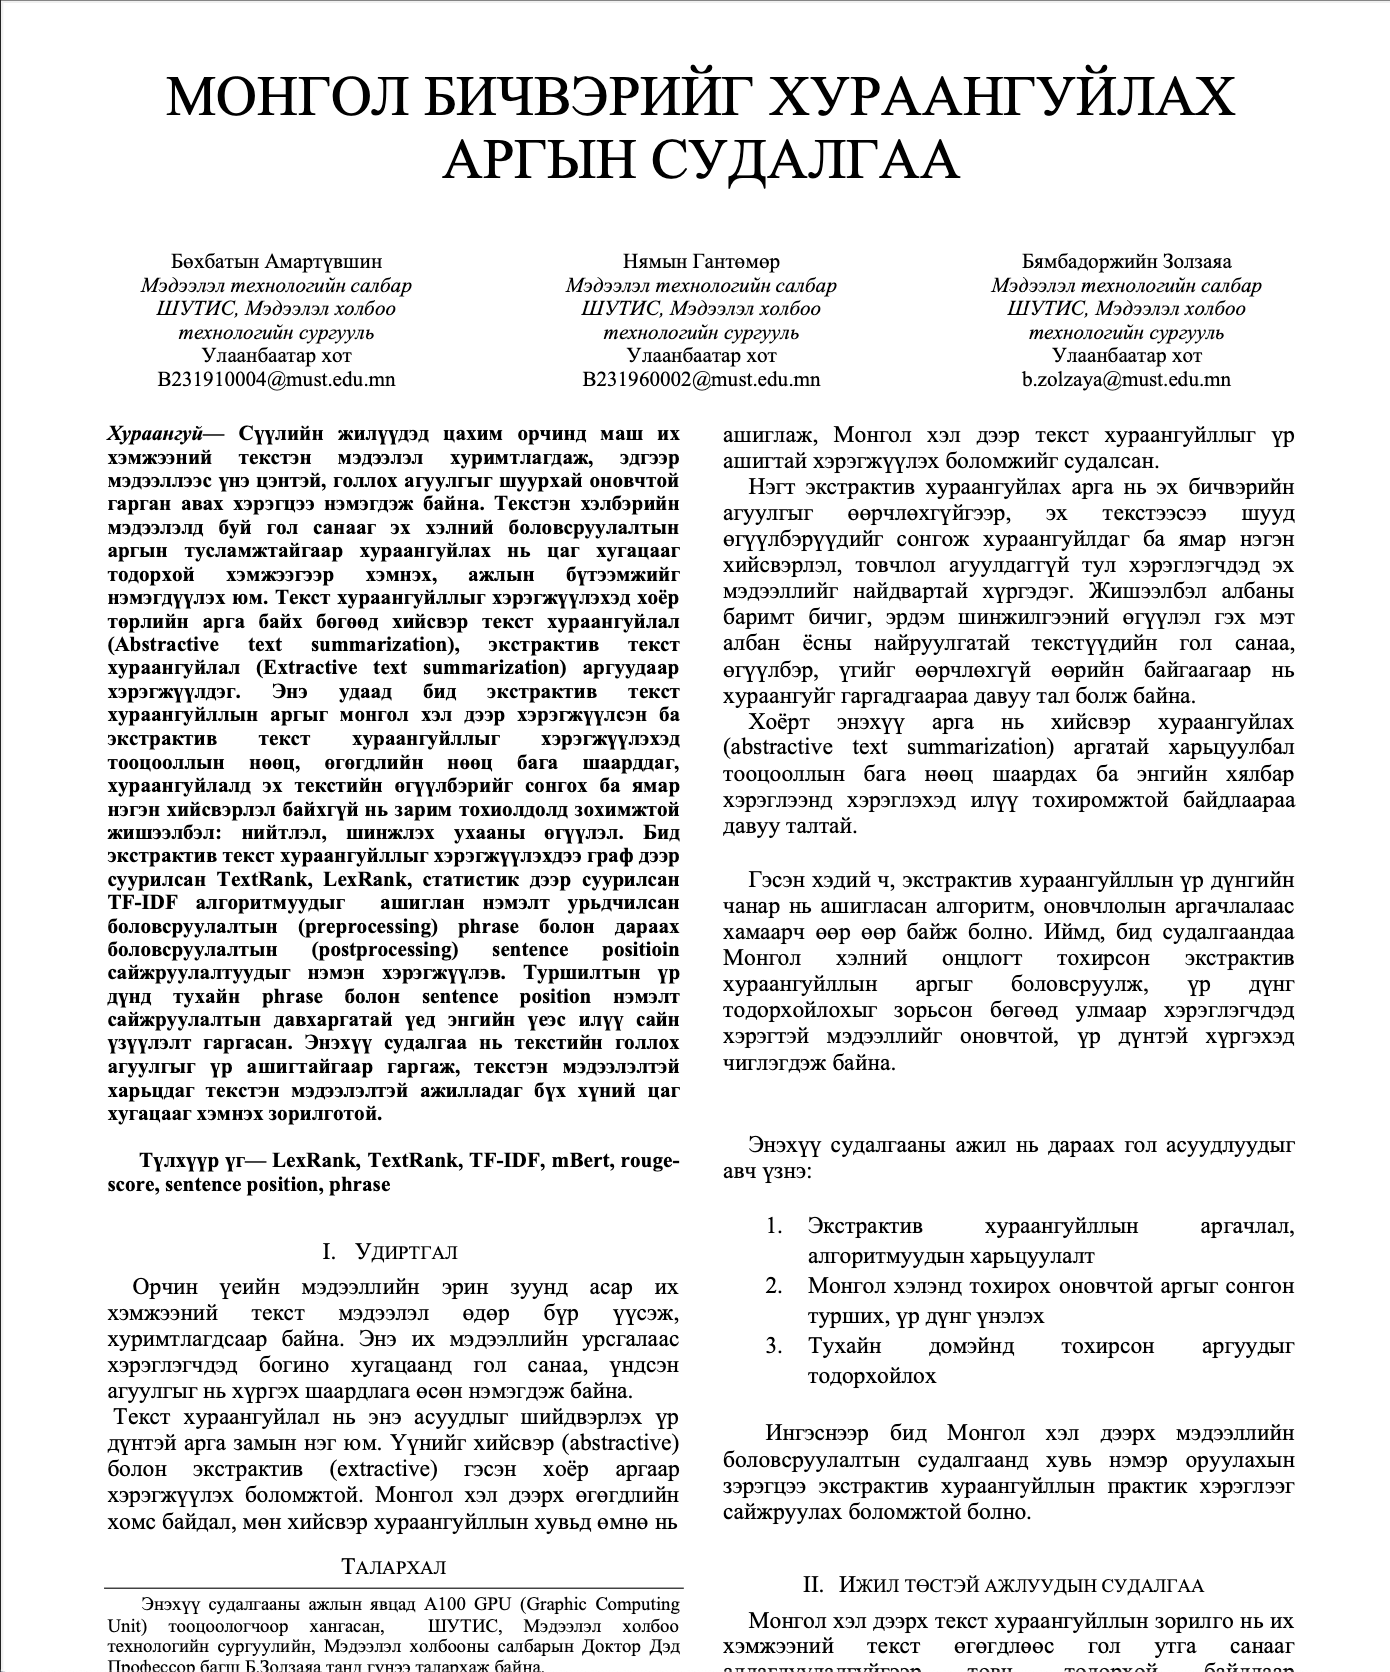 МОНГОЛ БИЧВЭРИЙГ ХУРААНГУЙЛАХ
АРГЫН СУДАЛГАА
Бөхбатын Амартүвшин
Мэдээлэл технологийн салбар
ШУТИС, Мэдээлэл холбоо
технологийн сургууль
Улаанбаатар хот
B231910004@must.edu.mn
Нямын Гантөмөр
Мэдээлэл технологийн салбар
ШУТИС, Мэдээлэл холбоо
технологийн сургууль
Улаанбаатар хот
B231960002@must.edu.mn
Бямбадоржийн Золзаяа
Мэдээлэл технологийн салбар
ШУТИС, Мэдээлэл холбоо
технологийн сургууль
Улаанбаатар хот
b.zolzaya@must.edu.mn
Хураангуй— Сүүлийн жилүүдэд цахим орчинд маш их
хэмжээний текстэн мэдээлэл хуримтлагдаж, эдгээр
мэдээллээс үнэ цэнтэй, голлох агуулгыг шуурхай оновчтой
гарган авах хэрэгцээ нэмэгдэж байна. Текстэн хэлбэрийн
мэдээлэлд буй гол санааг эх хэлний боловсруулалтын
аргын тусламжтайгаар хураангуйлах нь цаг хугацааг
тодорхой хэмжээгээр хэмнэх, ажлын бүтээмжийг
нэмэгдүүлэх юм. Текст хураангуйллыг хэрэгжүүлэхэд хоёр
төрлийн арга байх бөгөөд хийсвэр текст хураангуйлал
(Abstractive text summarization), экстрактив текст
хураангуйлал (Extractive text summarization) аргуудаар
хэрэгжүүлдэг. Энэ удаад бид экстрактив текст
хураангуйллын аргыг монгол хэл дээр хэрэгжүүлсэн ба
экстрактив текст хураангуйллыг хэрэгжүүлэхэд
тооцооллын нөөц, өгөгдлийн нөөц бага шаарддаг,
хураангуйлалд эх текстийн өгүүлбэрийг сонгох ба ямар
нэгэн хийсвэрлэл байхгүй нь зарим тохиолдолд зохимжтой
жишээлбэл: нийтлэл, шинжлэх ухааны өгүүлэл. Бид
экстрактив текст хураангуйллыг хэрэгжүүлэхдээ граф дээр
суурилсан TextRank, LexRank, статистик дээр суурилсан
TF-IDF алгоритмуудыг ашиглан нэмэлт урьдчилсан
боловсруулалтын (preprocessing) phrase болон дараах
боловсруулалтын (postprocessing) sentence positioin
сайжруулалтуудыг нэмэн хэрэгжүүлэв. Туршилтын үр
дүнд тухайн phrase болон sentence position нэмэлт
сайжруулалтын давхаргатай үед энгийн үеэс илүү сайн
үзүүлэлт гаргасан. Энэхүү судалгаа нь текстийн голлох
агуулгыг үр ашигтайгаар гаргаж, текстэн мэдээлэлтэй
харьцдаг текстэн мэдээлэлтэй ажилладаг бүх хүний цаг
хугацааг хэмнэх зорилготой.
Түлхүүр үг— LexRank, TextRank, TF-IDF, mBert, rouge-
score, sentence position, phrase
I. УДИРТГАЛ
Орчин үеийн мэдээллийн эрин зуунд асар их
хэмжээний текст мэдээлэл өдөр бүр үүсэж,
хуримтлагдсаар байна. Энэ их мэдээллийн урсгалаас
хэрэглэгчдэд богино хугацаанд гол санаа, үндсэн
агуулгыг нь хүргэх шаардлага өсөн нэмэгдэж байна.
Текст хураангуйлал нь энэ асуудлыг шийдвэрлэх үр
дүнтэй арга замын нэг юм. Үүнийг хийсвэр (abstractive)
болон экстрактив (extractive) гэсэн хоёр аргаар
хэрэгжүүлэх боломжтой. Монгол хэл дээрх өгөгдлийн
хомс байдал, мөн хийсвэр хураангуйллын хувьд өмнө нь
ТАЛАРХАЛ
Энэхүү судалгааны ажлын явцад A100 GPU (Graphic Computing
Unit) тооцоологчоор хангасан, ШУТИС, Мэдээлэл холбоо
технологийн сургуулийн, Мэдээлэл холбооны салбарын Доктор Дэд
Профессор багш Б.Золзаяа танд гүнээ талархаж байна.
ашиглаж, Монгол хэл дээр текст хураангуйллыг үр
ашигтай хэрэгжүүлэх боломжийг судалсан.
Нэгт экстрактив хураангуйлах арга нь эх бичвэрийн
агуулгыг өөрчлөхгүйгээр, эх текстээсээ шууд
өгүүлбэрүүдийг сонгож хураангуйлдаг ба ямар нэгэн
хийсвэрлэл, товчлол агуулдаггүй тул хэрэглэгчдэд эх
мэдээллийг найдвартай хүргэдэг. Жишээлбэл албаны
баримт бичиг, эрдэм шинжилгээний өгүүлэл гэх мэт
албан ёсны найруулгатай текстүүдийн гол санаа,
өгүүлбэр, үгийг өөрчлөхгүй өөрийн байгаагаар нь
хураангуйг гаргадгаараа давуу тал болж байна.
Хоёрт энэхүү арга нь хийсвэр хураангуйлах
(abstractive text summarization) аргатай харьцуулбал
тооцооллын бага нөөц шаардах ба энгийн хялбар
хэрэглээнд хэрэглэхэд илүү тохиромжтой байдлаараа
давуу талтай.
Гэсэн хэдий ч, экстрактив хураангуйллын үр дүнгийн
чанар нь ашигласан алгоритм, оновчлолын аргачлалаас
хамаарч өөр өөр байж болно. Иймд, бид судалгаандаа
Монгол хэлний онцлогт тохирсон экстрактив
хураангуйллын аргыг боловсруулж, үр дүнг
тодорхойлохыг зорьсон бөгөөд улмаар хэрэглэгчдэд
хэрэгтэй мэдээллийг оновчтой, үр дүнтэй хүргэхэд
чиглэгдэж байна.
Энэхүү судалгааны ажил нь дараах гол асуудлуудыг
авч үзнэ:
1. Экстрактив хураангуйллын аргачлал,
алгоритмуудын харьцуулалт
2. Монгол хэлэнд тохирох оновчтой аргыг сонгон
турших, үр дүнг үнэлэх
3. Тухайн домэйнд тохирсон аргуудыг
тодорхойлох
Ингэснээр бид Монгол хэл дээрх мэдээллийн
боловсруулалтын судалгаанд хувь нэмэр оруулахын
зэрэгцээ экстрактив хураангуйллын практик хэрэглээг
сайжруулах боломжтой болно.
II. ИЖИЛ ТӨСТЭЙ АЖЛУУДЫН СУДАЛГАА
Монгол хэл дээрх текст хураангуйллын зорилго нь их
хэмжээний текст өгөгдлөөс гол утга санааг
товч тодорхой байдлаар